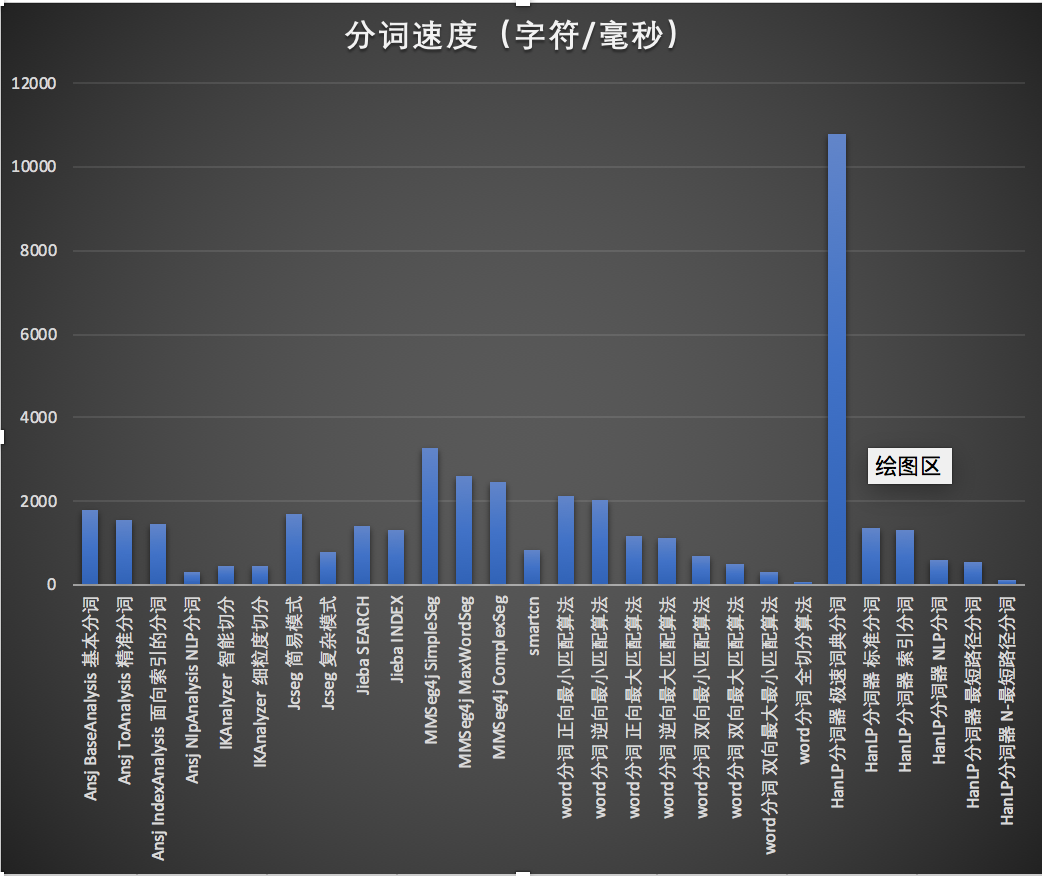 分词速度（字符/毫秒）
12000
10000
8000
6000
4000
2000
0
绘图区
Ansj BaseAnalysis 基本分词
Ansj ToAnalysis 精准分词
Ansj IndexAnalysis 面向索引的分词
Ansj NlpAnalysis NLP分词
IKAnalyzer 智能切分
IKAnalyzer 细粒度切分
Jcseg 简易模式
Jcseg 复杂模式
Jieba SEARCH
Jieba INDEX
MMSeg4j SimpleSeg
MMSeg4j MaxWordSeg
MMSeg4j ComplexSeg
smartcn
word分词 正向最小匹配算法
word分词 逆向最小匹配算法
word分词 正向最大匹配算法
word分词 逆向最大匹配算法
word分词 双向最小匹配算法
word分词 双向最大匹配算法
word分词 双向最大最小匹配算法
word分词 全切分算法
HanLP分词器 极速词典分词
HanLP分词器 标准分词
HanLP分词器 索引分词
HanLP分词器 NLP分词
HanLP分词器 最短路径分词
HanLP分词器 N-最短路径分词